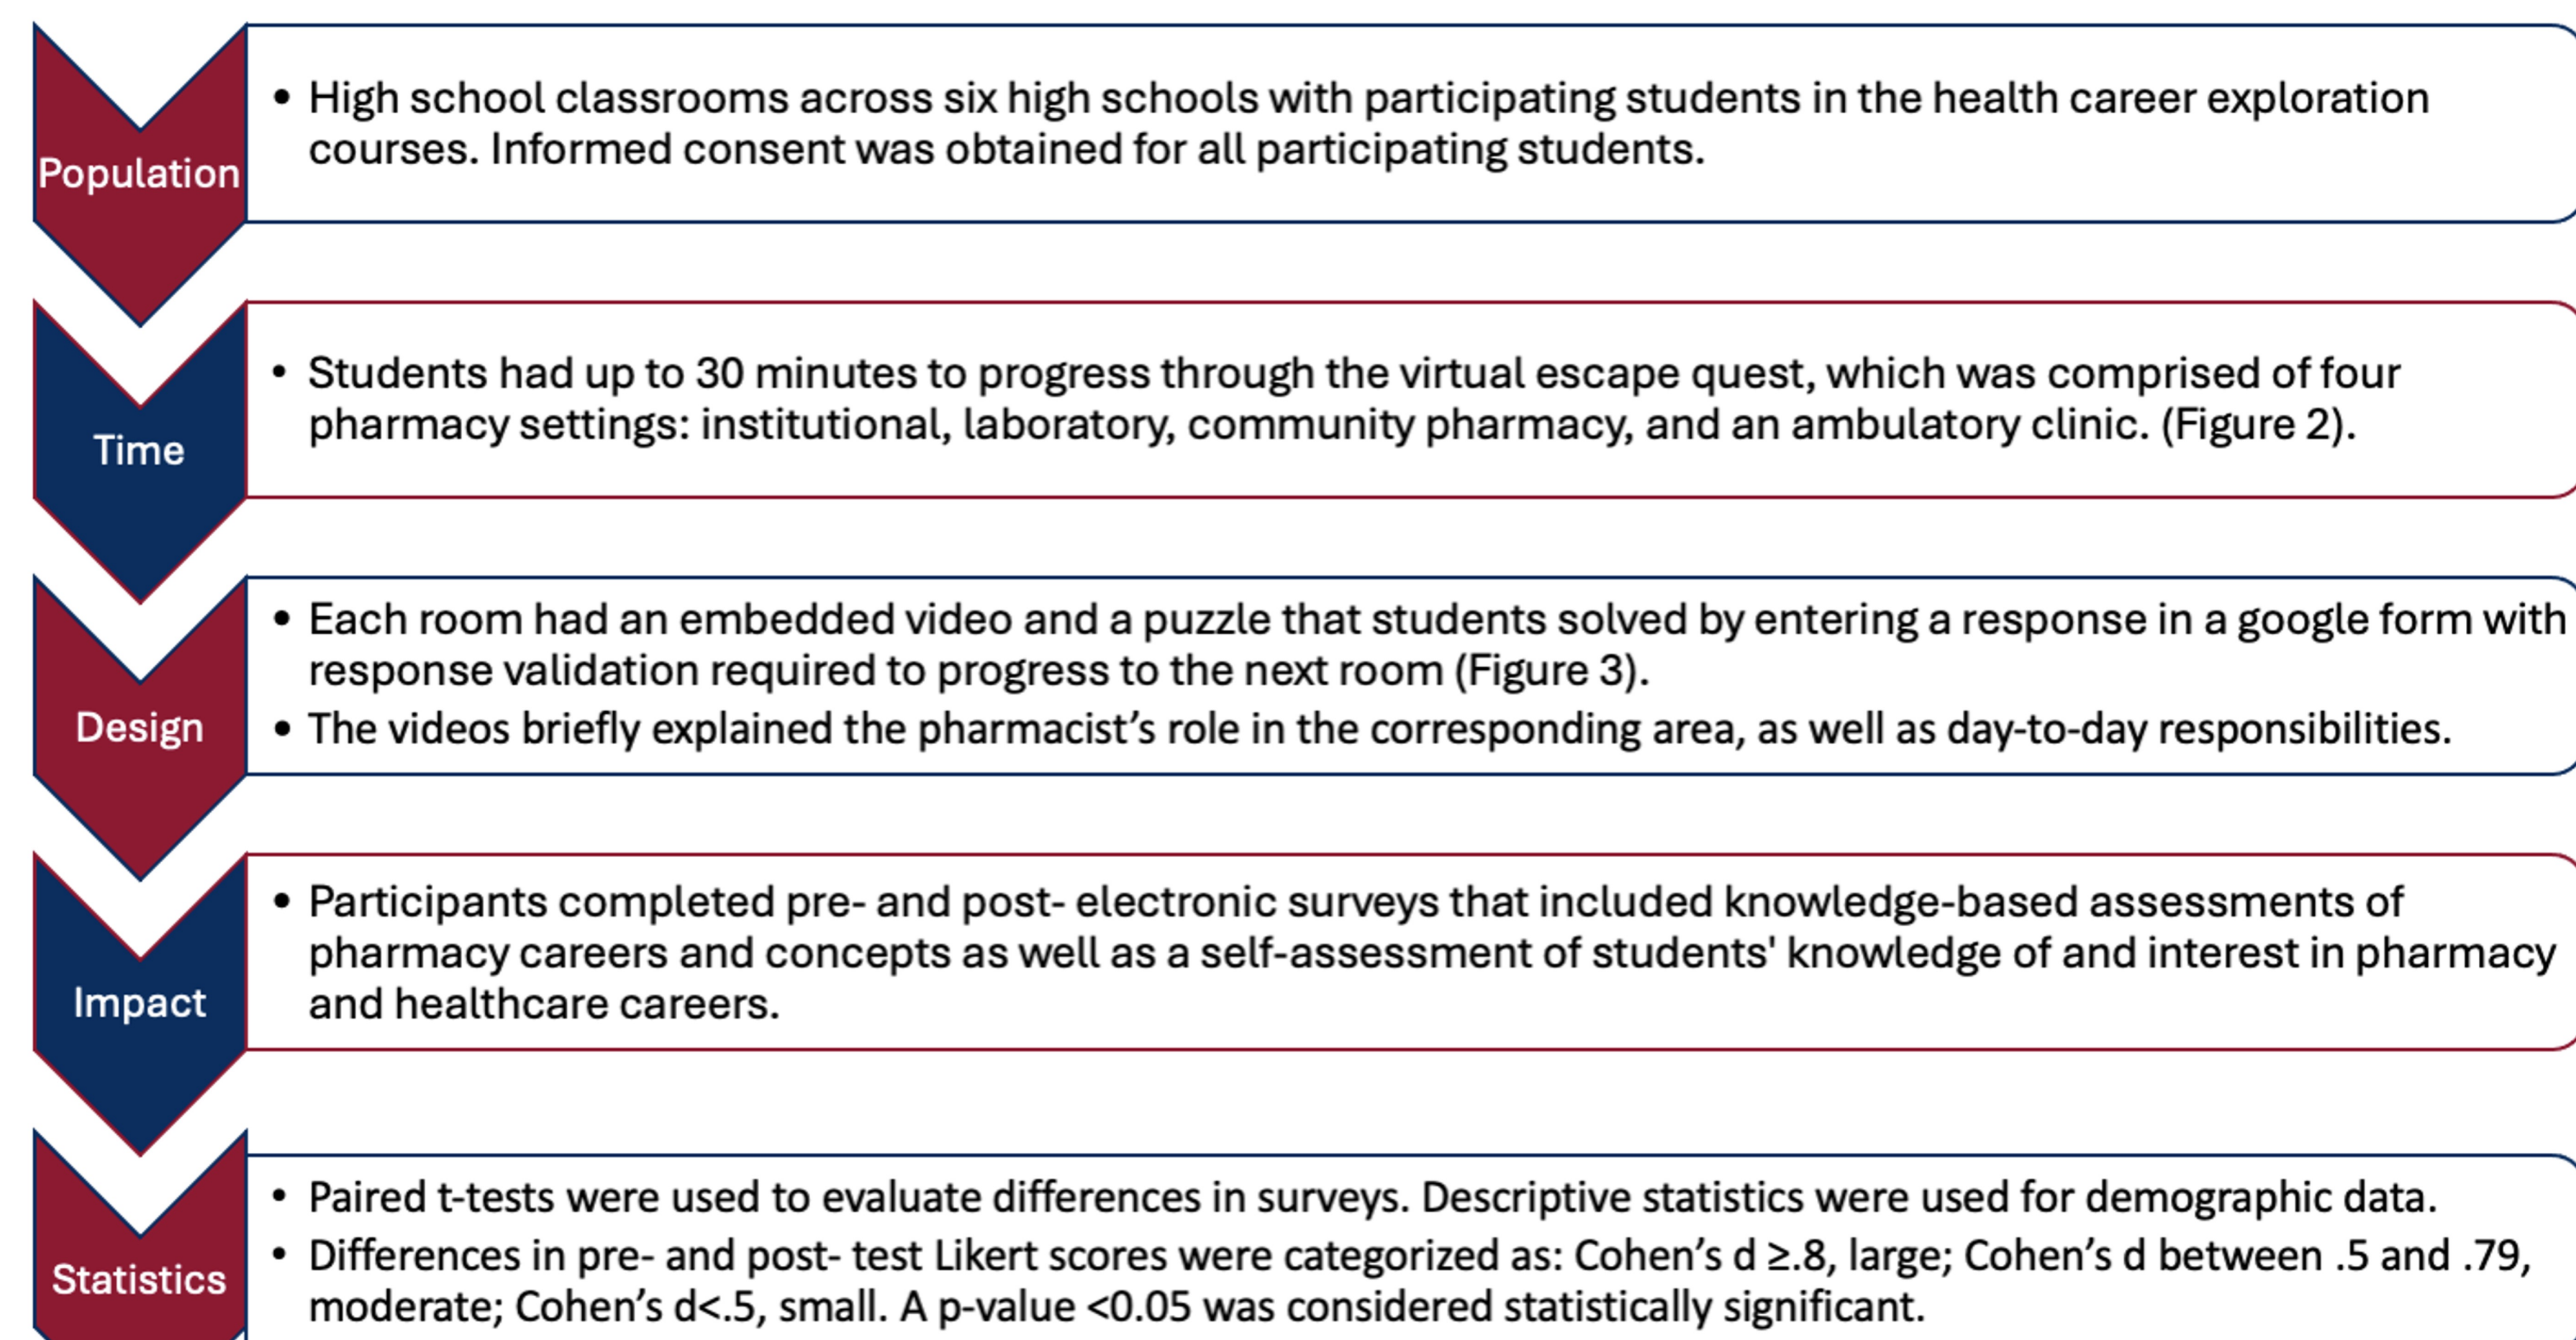 Population
• High school classrooms across six high schools with participating students in the health career exploration
courses. Informed consent was obtained for all participating students.
Time
• Students had up to 30 minutes to progress through the virtual escape quest, which was comprised of four
pharmacy settings: institutional, laboratory, community pharmacy, and an ambulatory clinic. (Figure 2).
Design
• Each room had an embedded video and a puzzle that students solved by entering a response in a google form with
response validation required to progress to the next room (Figure 3).
• The videos briefly explained the pharmacist’s role in the corresponding area, as well as day-to-day responsibilities.
Impact
• Participants completed pre- and post- electronic surveys that included knowledge-based assessments of
pharmacy careers and concepts as well as a self-assessment of students' knowledge of and interest in pharmacy
and healthcare careers.
Statistics
• Paired t-tests were used to evaluate differences in surveys. Descriptive statistics were used for demographic data.
• Differences in pre- and post- test Likert scores were categorized as: Cohen’s d ≥.8, large; Cohen’s d between .5 and .79,
moderate; Cohen’s d<.5, small. A p-value <0.05 was considered statistically significant.